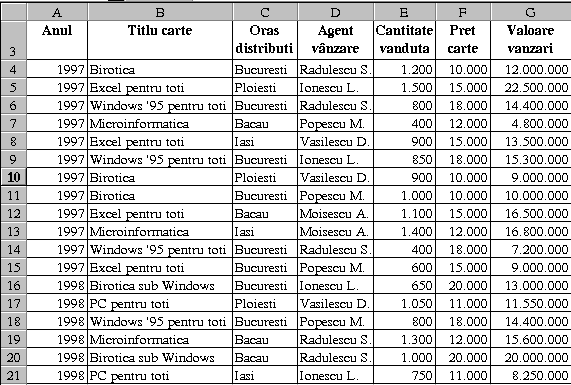 A B C D E F G
Anul Titlu carte Oras Agent Cantitate Pret Valoare
3 distributi vânzare vanduta carte vanzari
4 1997 Birotica Bucuresti Radulescu S. 1.200 10.000 12.000.000
5 1997 Excel pentru toti Ploiesti Ionescu L. 1.500 15.000 22.500.000
6 1997 Windows '95 pentru toti Bucuresti Radulescu S. 800 18.000 14.400.000
7 1997 Microinformatica Bacau Popescu M. 400 12.000 4.800.000
8 1997 Excel pentru toti Iasi Vasilescu D. 900 15.000 13.500.000
9 1997 Windows '95 pentru toti Bucuresti Ionescu L. 850 18.000 15.300.000
10 1997 Birotica Ploiesti Vasilescu D. 900 10.000 9.000.000
11 1997 Birotica Bucuresti Popescu M. 1.000 10.000 10.000.000
12 1997 Excel pentru toti Bacau Moisescu A. 1.100 15.000 16.500.000
13 1997 Microinformatica Iasi Moisescu A. 1.400 12.000 16.800.000
14 1997 Windows '95 pentru toti Bucuresti Radulescu S. 400 18.000 7.200.000
15 1997 Excel pentru toti Bucuresti Popescu M. 600 15.000 9.000.000
16 1998 Birotica sub Windows Bucuresti Ionescu L. 650 20.000 13.000.000
17 1998 PC pentru toti Ploiesti Vasilescu D. 1.050 11.000 11.550.000
18 1998 Windows '95 pentru toti Bucuresti Popescu M. 800 18.000 14.400.000
19 1998 Microinformatica Bacau Radulescu S. 1.300 12.000 15.600.000
20 1998 Birotica sub Windows Bacau Radulescu S. 1.000 20.000 20.000.000
21 1998 PC pentru toti Iasi Ionescu L. 750 11.000 8.250.000